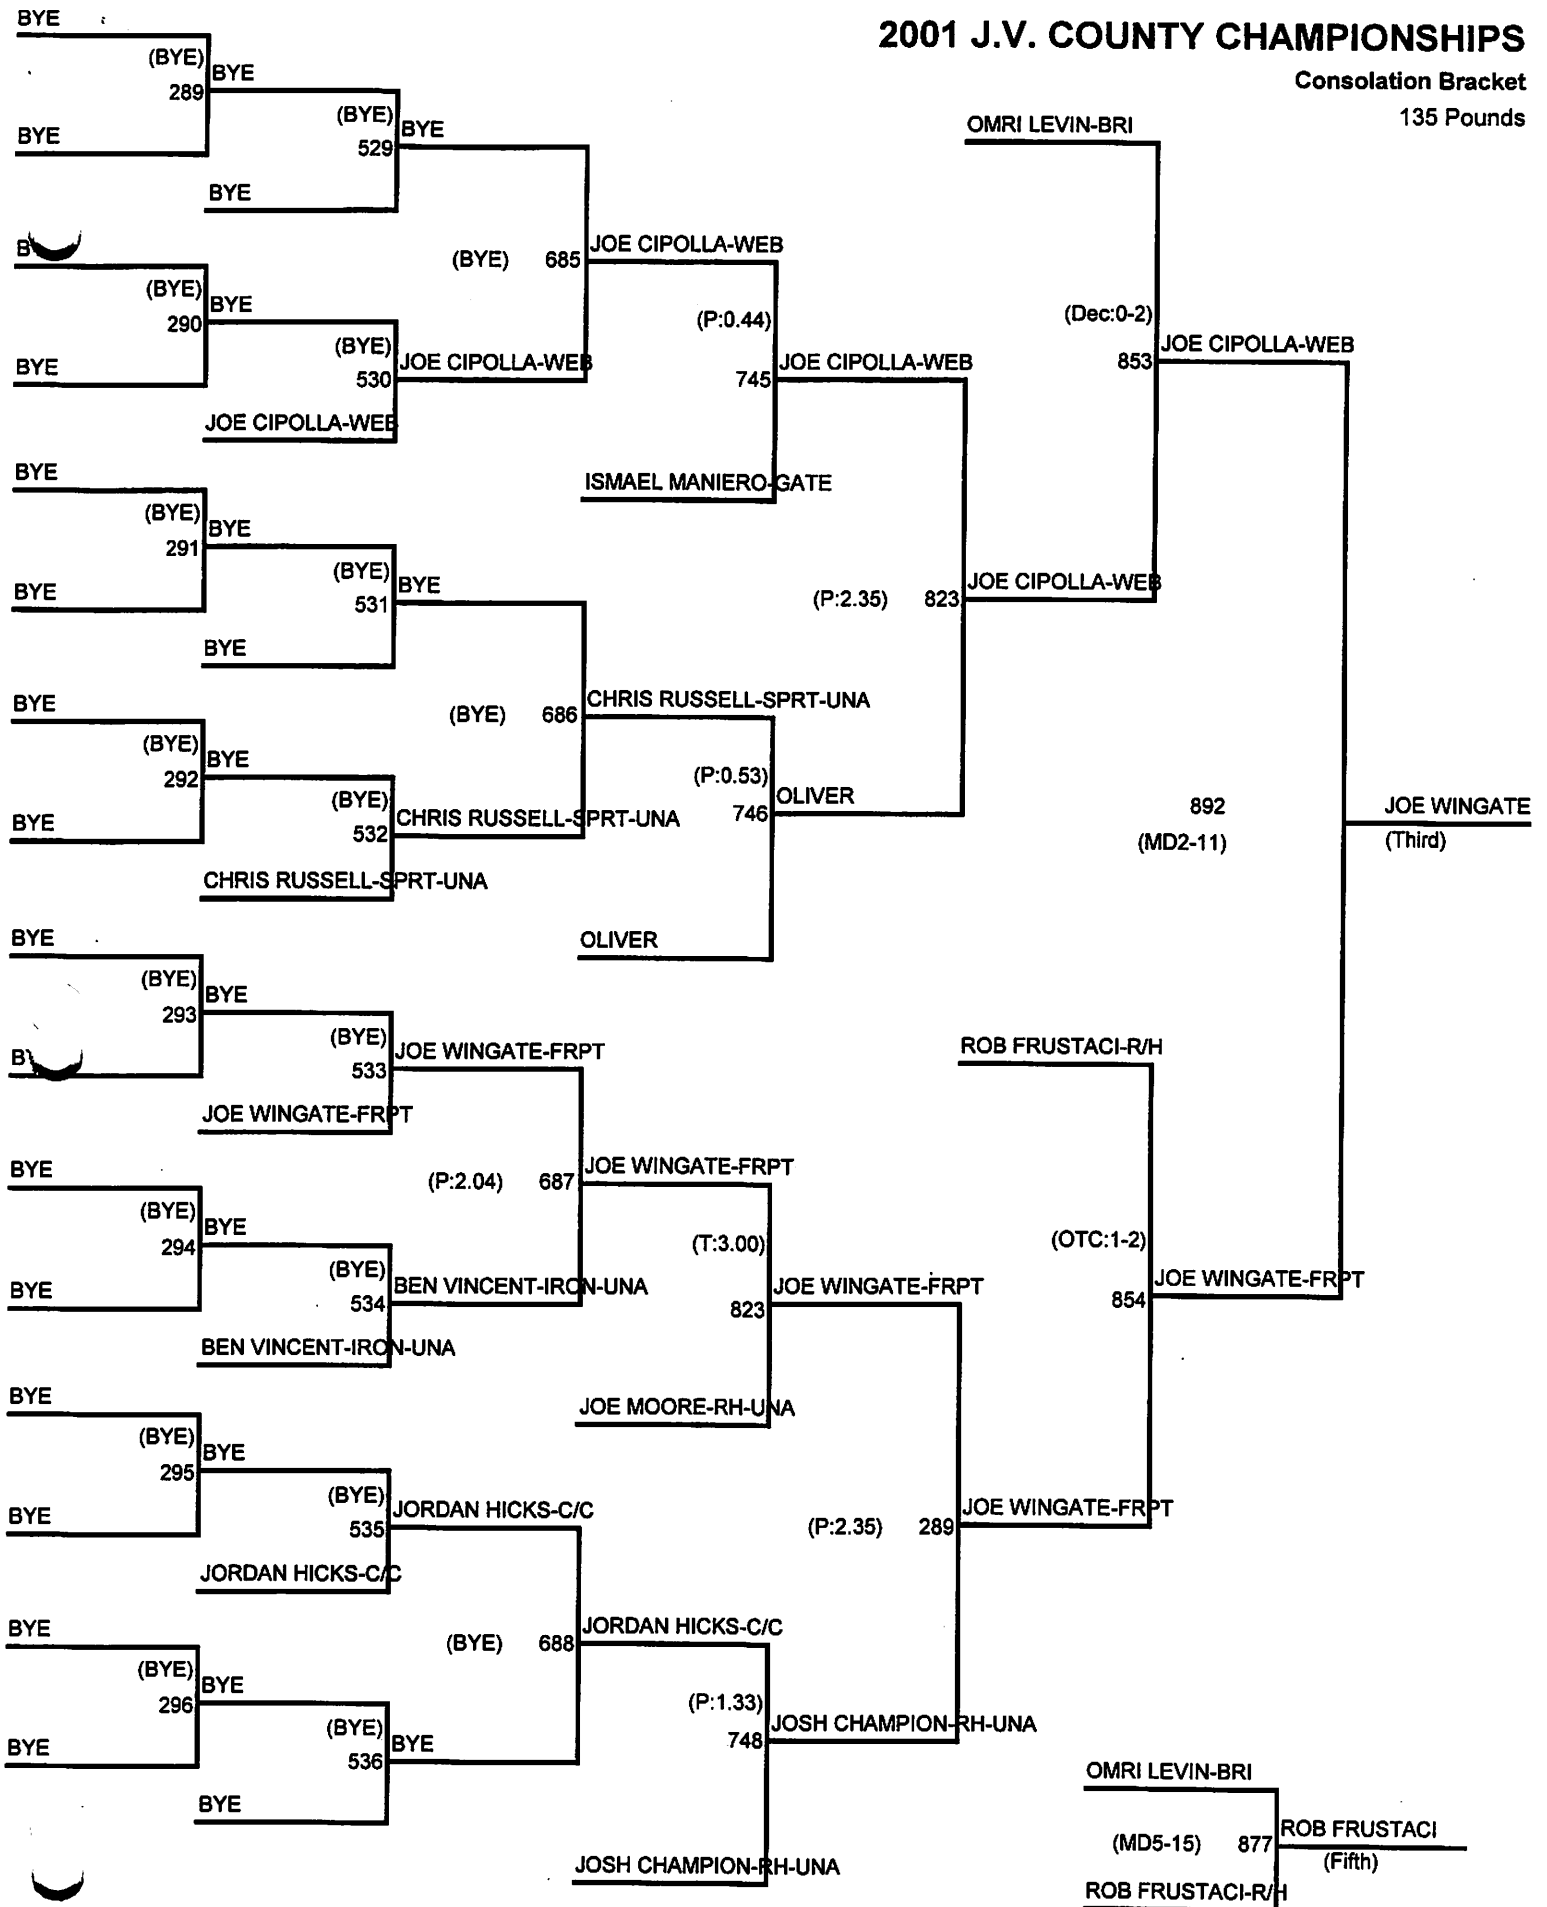 2001 J.V. COUNTY CHAMPIONSHIPS
Consolation Bracket
135 Pounds
BYE
(BYE)
289
BYE
BYE
(BYE)
529
BYE
BYE
(BYE)
290
BYE
BYE
(BYE)
530
JOE CIPOLLA-WEB
JOE CIPOLLA-WEB
(BYE) 685
JOE CIPOLLA-WEB
(P:0.44)
745
JOE CIPOLLA-WEB
ISMAEL MANIERO-GATE
BYE
(BYE)
291
BYE
BYE
(BYE)
531
BYE
BYE
BYE
(BYE)
292
BYE
BYE
(BYE)
532
CHRIS RUSSELL-SPRT-UNA
CHRIS RUSSELL-SPRT-UNA
(BYE) 686
CHRIS RUSSELL-SPRT-UNA
(P:0.53)
746
OLIVER
OLIVER
(P:2.35) 823
JOE CIPOLLA-WEB
OMRI LEVIN-BRI
(Dec:0-2)
853
JOE CIPOLLA-WEB
892
(MD2-11)
JOE WINGATE
(Third)
BYE
(BYE)
293
BYE
(BYE)
533
JOE WINGATE-FRPT
JOE WINGATE-FRPT
BYE
(BYE)
294
BYE
BYE
(BYE)
534
BEN VINCENT-IRON-UNA
BEN VINCENT-IRON-UNA
(P:2.04) 687
JOE WINGATE-FRPT
(T:3.00)
823
JOE WINGATE-FRPT
JOE MOORE-RH-UNA
BYE
(BYE)
295
BYE
BYE
(BYE)
535
JORDAN HICKS-C/C
JORDAN HICKS-C/C
BYE
(BYE)
296
BYE
BYE
(BYE)
536
BYE
BYE
(BYE) 688
JORDAN HICKS-C/C
(P:1.33)
748
JOSH CHAMPION-RH-UNA
JOSH CHAMPION-RH-UNA
(P:2.35) 289
JOE WINGATE-FRPT
ROB FRUSTACI-R/H
(OTC:1-2)
854
JOE WINGATE-FRPT
OMRI LEVIN-BRI
(MD5-15) 877
ROB FRUSTACI
(Fifth)
ROB FRUSTACI-R/H